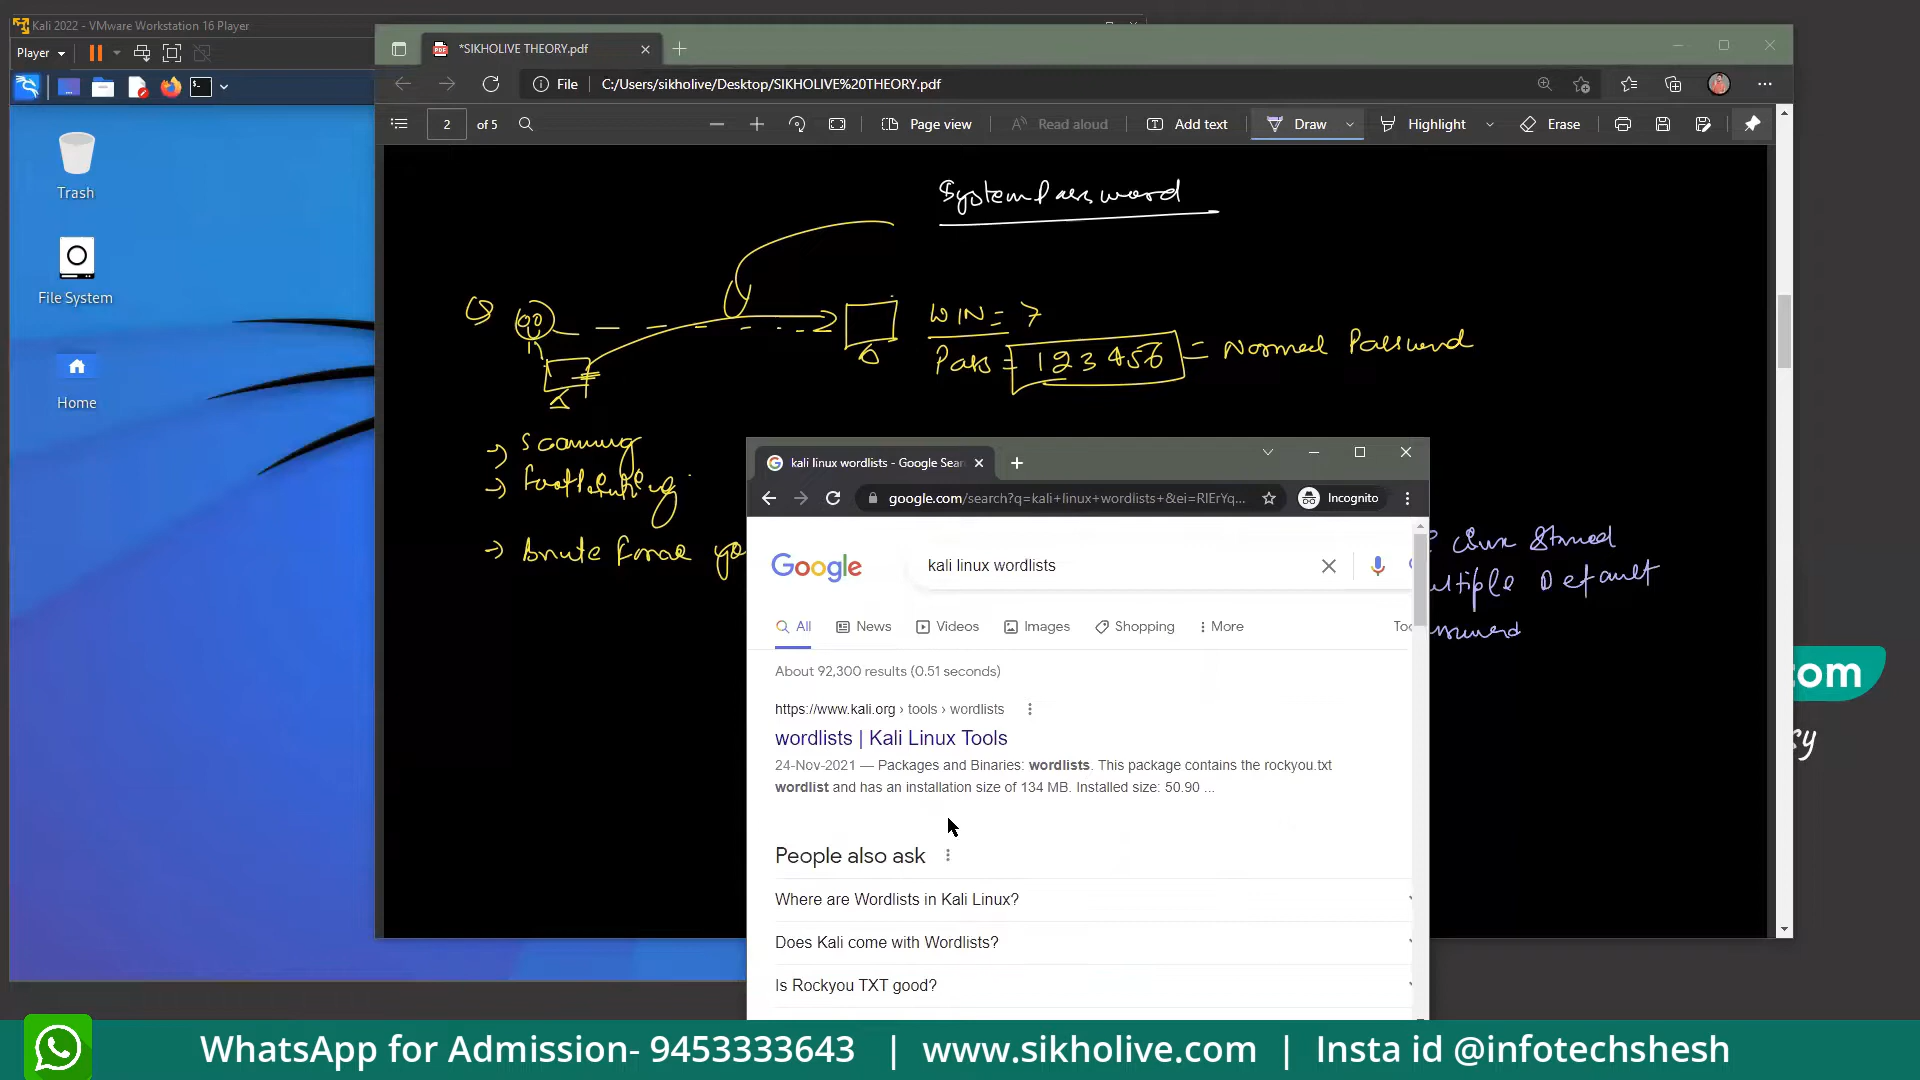 Kali 2022 - VMware Workstation 16 Player
Player
*SIKHOLIVE THEORY.pdf
File C:/Users/sikholive/Desktop/SIKHOLIVE%20THEORY.pdf
2 of 5 Page view Read aloud Add text Draw Highlight Erase
Trash
File System
Home
System Password
WIN = 7
Pass = 123456 = Normal Password
→ Scanning
→ Footprinting
→ Brute Force
Linux Stored
ultiple Default
kali linux wordlists - Google Sear
google.com/search?q=kali+linux+wordlists+&ei=RlErYq... Incognito
Google kali linux wordlists
All News Videos Images Shopping More Too
About 92,300 results (0.51 seconds)
https://www.kali.org › tools › wordlists
wordlists | Kali Linux Tools
24-Nov-2021 — Packages and Binaries: wordlists. This package contains the rockyou.txt
wordlist and has an installation size of 134 MB. Installed size: 50.90 ...
People also ask
Where are Wordlists in Kali Linux?
Does Kali come with Wordlists?
Is Rockyou TXT good?
com
WhatsApp for Admission- 9453333643 | www.sikholive.com | Insta id @infotechshesh